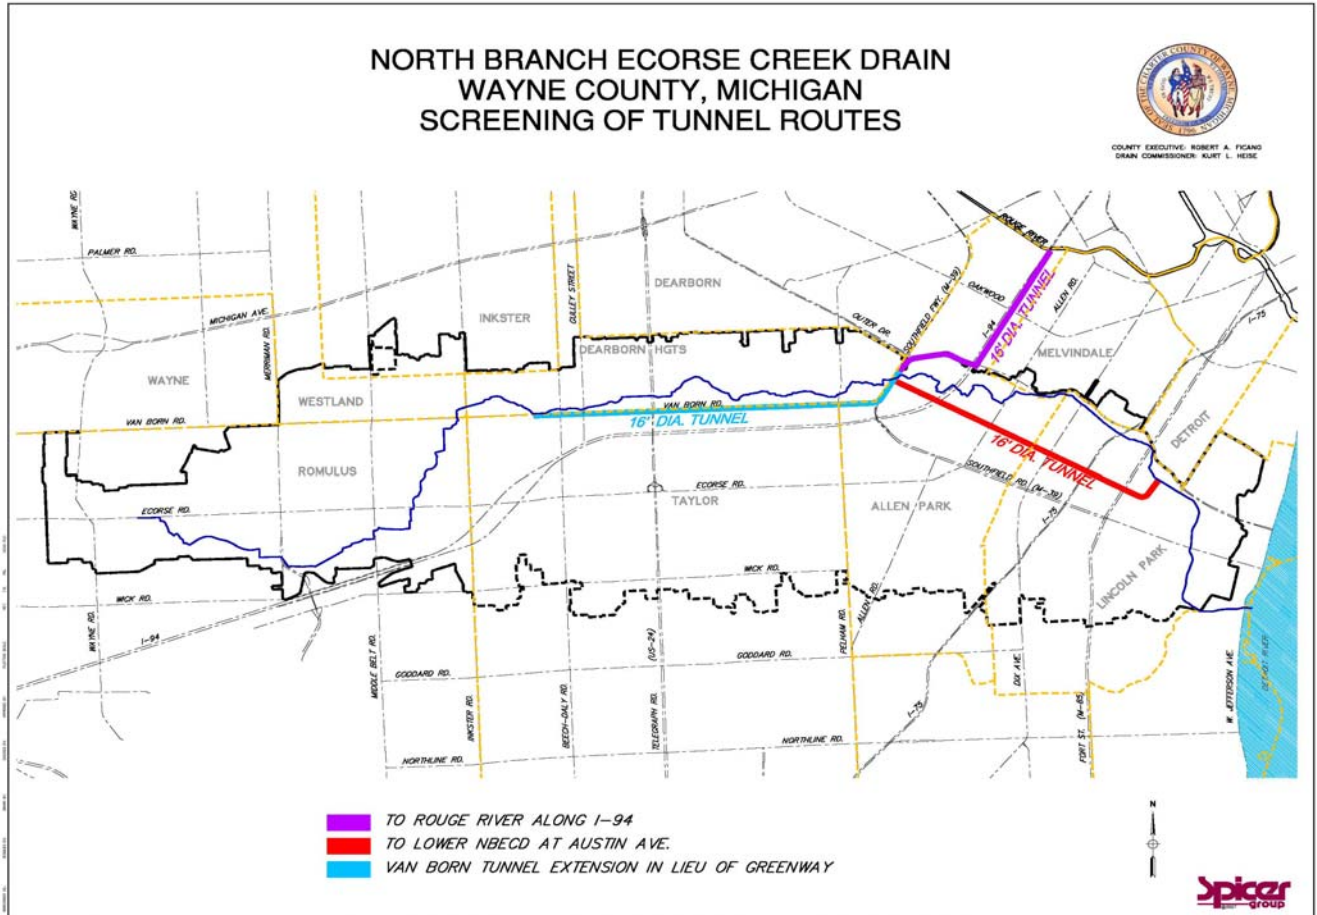 NORTH BRANCH ECORSE CREEK DRAIN
WAYNE COUNTY, MICHIGAN
SCREENING OF TUNNEL ROUTES
COUNTY EXECUTIVE: ROBERT A. FICANO
DRAIN COMMISSIONER: KURT L. HEISE
WAYNE RD.
PALMER RD.
MICHIGAN AVE.
MERRIMAN RD.
WAYNE
VAN BORN RD.
WESTLAND
ROMULUS
ECORSE RD.
WICK RD.
WAYNE RD.
I-94
INKSTER
GULLEY STREET
DEARBORN
DEARBORN HGTS
OUTER DR.
SOUTHFIELD FWY. (M-39)
ROUGE RIVER
OAKWOOD
I-94
16' DIA. TUNNEL
ALLEN RD.
MELVINDALE
I-75
DETROIT
VAN BORN RD.
16' DIA. TUNNEL
16' DIA. TUNNEL
SOUTHFIELD RD. (M-39)
I-75
ECORSE RD.
TAYLOR
ALLEN PARK
LINCOLN PARK
WICK RD.
MIDDLE BELT RD.
GODDARD RD.
INKSTER RD.
BEECH-DALY RD.
TELEGRAPH RD.
(US-24)
GODDARD RD.
PELHAM RD.
ALLEN RD.
I-75
DIX AVE.
FORT ST. (M-85)
W. JEFFERSON AVE.
DETROIT RIVER
NORTHLINE RD.
NORTHLINE RD.
TO ROUGE RIVER ALONG I-94
TO LOWER NBECD AT AUSTIN AVE.
VAN BORN TUNNEL EXTENSION IN LIEU OF GREENWAY
N
Spicer
group